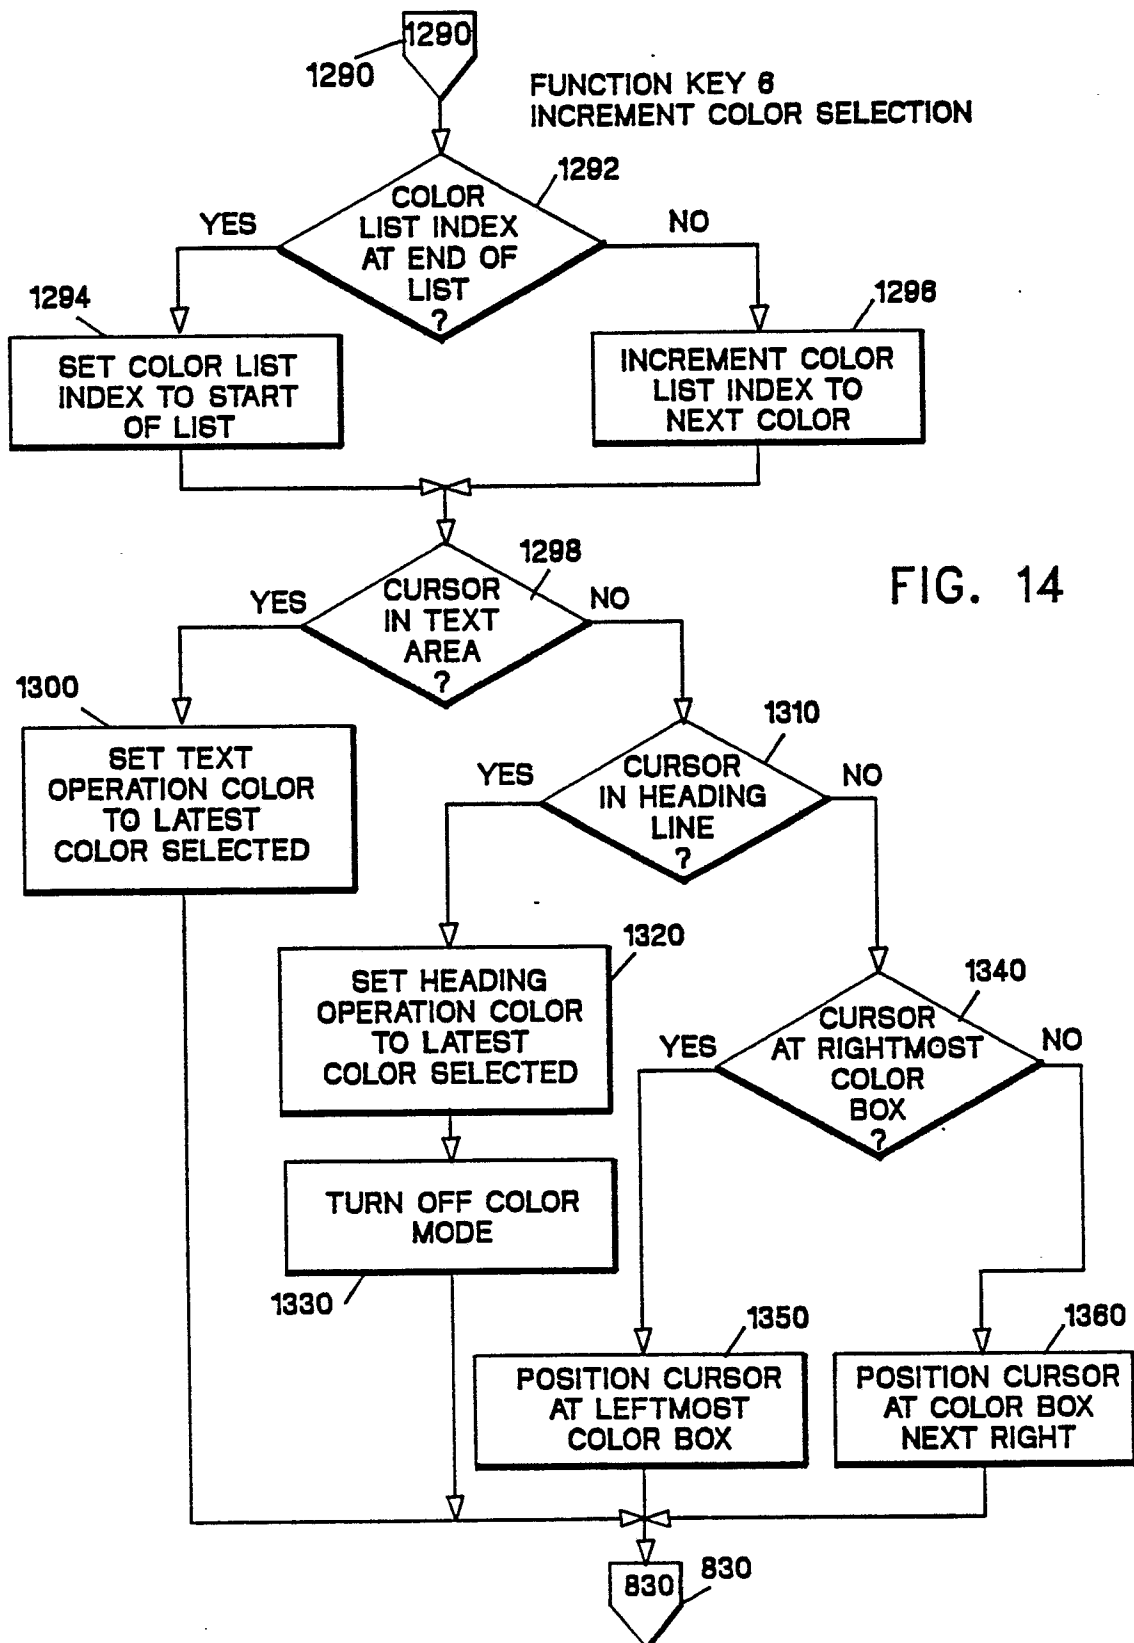 1290
1290
FUNCTION KEY 6
INCREMENT COLOR SELECTION
1292
COLOR
LIST INDEX
AT END OF
LIST
?
YES
NO
1294
1296
SET COLOR LIST
INDEX TO START
OF LIST
INCREMENT COLOR
LIST INDEX TO
NEXT COLOR
1298
CURSOR
IN TEXT
AREA
?
YES
NO
FIG. 14
1300
SET TEXT
OPERATION COLOR
TO LATEST
COLOR SELECTED
1310
CURSOR
IN HEADING
LINE
?
YES
NO
1320
SET HEADING
OPERATION COLOR
TO LATEST
COLOR SELECTED
1340
CURSOR
AT RIGHTMOST
COLOR
BOX
?
YES
NO
TURN OFF COLOR
MODE
1330
1350
1360
POSITION CURSOR
AT LEFTMOST
COLOR BOX
POSITION CURSOR
AT COLOR BOX
NEXT RIGHT
830
830